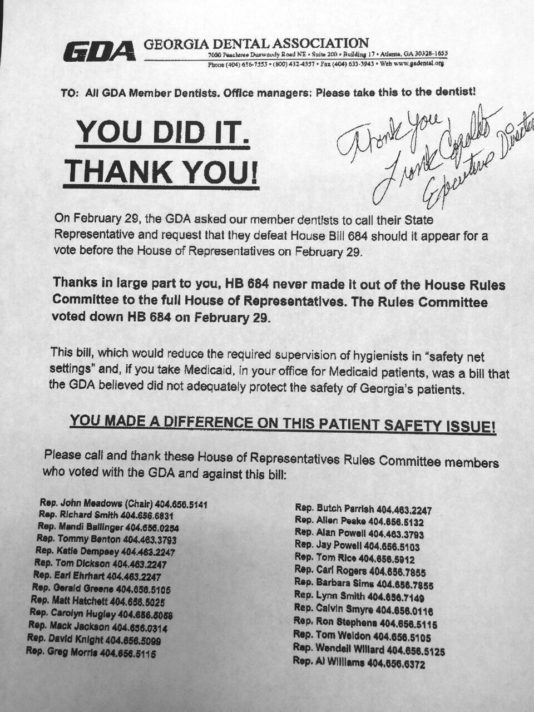 GDA GEORGIA DENTAL ASSOCIATION
7000 Peachtree Dunwoody Road NE • Suite 200 • Building 17 • Atlanta, GA 30328-1655
Phone (404) 636-7553 • (800) 432-4357 • Fax (404) 633-3943 • Web www.gadental.org
TO: All GDA Member Dentists. Office managers: Please take this to the dentist!
YOU DID IT.
THANK YOU!
Thank You
Frank
Executive Director
On February 29, the GDA asked our member dentists to call their State
Representative and request that they defeat House Bill 684 should it appear for a
vote before the House of Representatives on February 29.
Thanks in large part to you, HB 684 never made it out of the House Rules
Committee to the full House of Representatives. The Rules Committee
voted down HB 684 on February 29.
This bill, which would reduce the required supervision of hygienists in "safety net
settings" and, if you take Medicaid, in your office for Medicaid patients, was a bill that
the GDA believed did not adequately protect the safety of Georgia's patients.
YOU MADE A DIFFERENCE ON THIS PATIENT SAFETY ISSUE!
Please call and thank these House of Representatives Rules Committee members
who voted with the GDA and against this bill:
Rep. John Meadows (Chair) 404.656.5141
Rep. Richard Smith 404.656.6831
Rep. Mandi Ballinger 404.656.0254
Rep. Tommy Benton 404.463.3793
Rep. Katie Dempsey 404.463.2247
Rep. Tom Dickson 404.463.2247
Rep. Earl Ehrhart 404.463.2247
Rep. Gerald Greene 404.656.5105
Rep. Matt Hatchett 404.656.5025
Rep. Carolyn Hugley 404.656.5058
Rep. Mack Jackson 404.656.0314
Rep. David Knight 404.656.5099
Rep. Greg Morris 404.656.5115
Rep. Butch Parrish 404.463.2247
Rep. Allen Peake 404.656.5132
Rep. Alan Powell 404.463.3793
Rep. Jay Powell 404.656.5103
Rep. Tom Rice 404.656.5912
Rep. Carl Rogers 404.656.7855
Rep. Barbara Sims 404.656.7855
Rep. Lynn Smith 404.656.7149
Rep. Calvin Smyre 404.656.0116
Rep. Ron Stephens 404.656.5115
Rep. Tom Weldon 404.656.5105
Rep. Wendell Willard 404.656.5125
Rep. Al Williams 404.656.6372